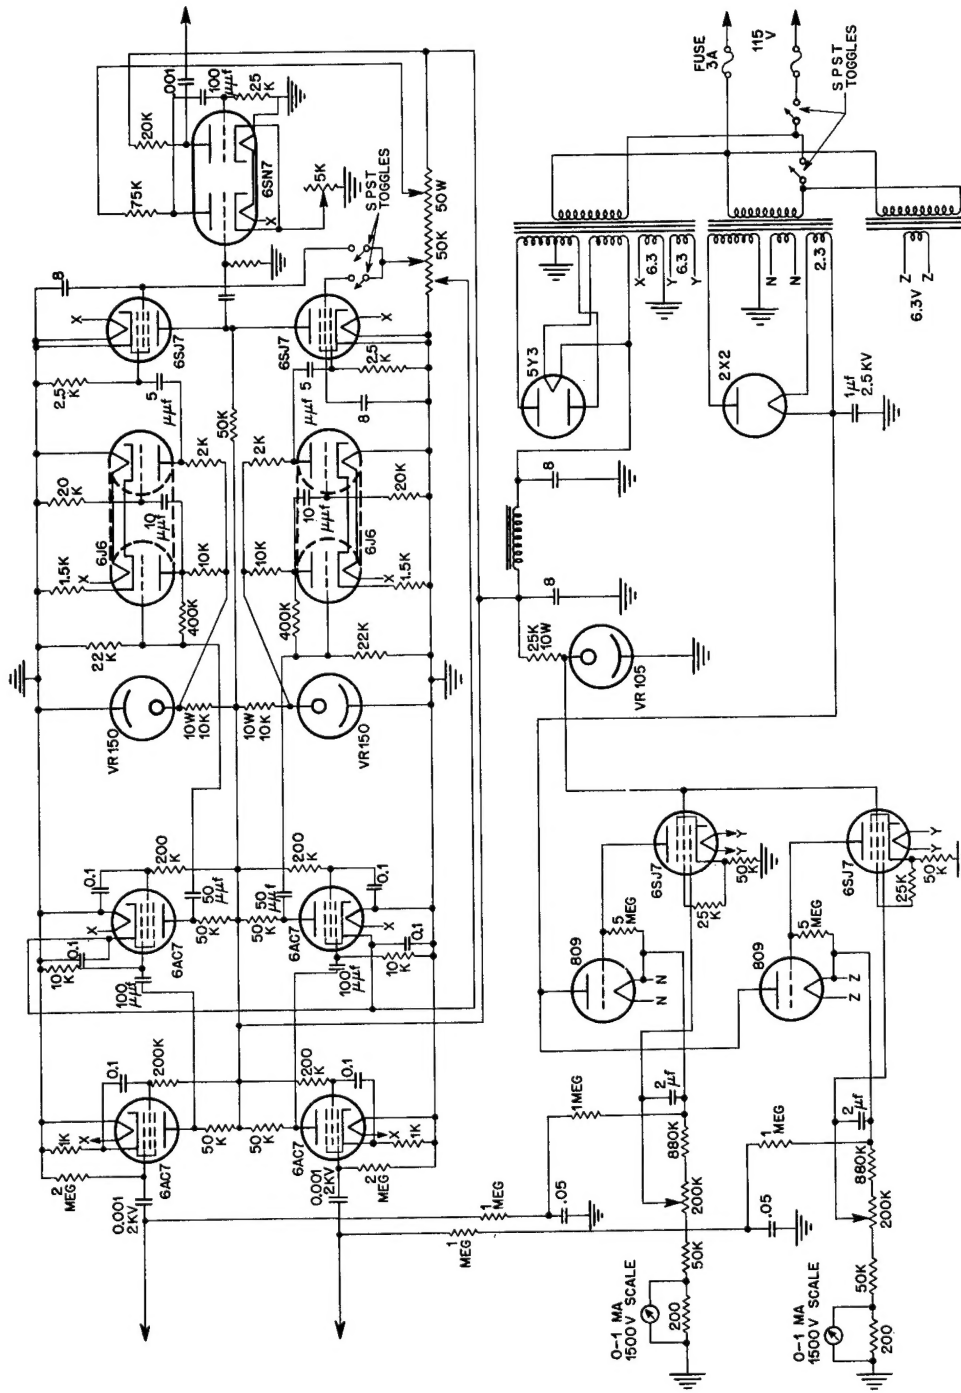 .001
100
μμf
25
K
20K
75K
6SN7
X
5K
SPST
TOGGLES
50W
50K
FUSE
3A
115
V
SPST
TOGGLES
8
X
6SJ7
6SJ7
X
2.5
K
5
μμf
5
μμf
2.5
K
8
50K
20
K
2K
2K
20K
10
μμf
10
μμf
6J6
6J6
1.5K
X
10K
10K
X
1.5K
400K
400K
22
K
22K
VR150
10W
10K
10W
10K
VR150
5Y3
X
6.3
X
Y
6.3
Y
2X2
N
N
2.3
6.3V
Z
Z
1μf
2.5KV
8
8
25K
10W
VR105
0.1
200
K
200
K
0.1
X
50
μμf
50
μμf
6AC7
50
K
50
K
6AC7
X
10
K
0.1
100
μμf
100
μμf
10
K
0.1
0.1
200K
200
K
0.1
1K
X
50
K
50
K
X
1K
2
MEG
6AC7
6AC7
2
MEG
0.001
2KV
0.001
2KV
6SJ7
Y
Y
50
K
25
K
6SJ7
Y
Y
50
K
25K
5
MEG
5
MEG
809
N
N
809
Z
Z
2
μf
2
μf
1MEG
1
MEG
880K
880K
1
MEG
1
MEG
.05
.05
200K
200K
50K
50K
0-1 MA
1500V SCALE
200
0-1 MA
1500V SCALE
200